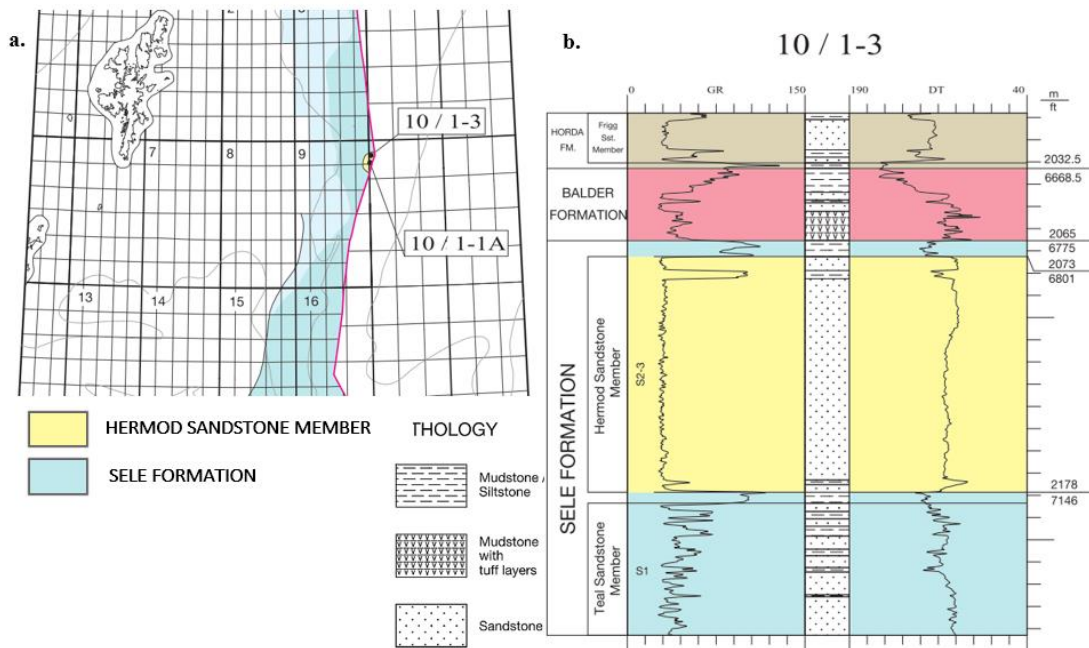 a.
2
3
10 / 1-3
7
8
9
10 / 1-1A
13
14
15
16
HERMOD SANDSTONE MEMBER
SELE FORMATION
THOLOGY
Mudstone /
Siltstone
Mudstone
with
tuff layers
Sandstone
b.
10 / 1-3
0 GR 150 190 DT 40 m
ft
HORDA
FM.
Frigg
Sst.
Member
2032.5
6668.5
BALDER
FORMATION
2065
6775
2073
6801
SELE FORMATION
Hermod Sandstone
Member
S2-3
2178
7146
Teal Sandstone
Member
S1